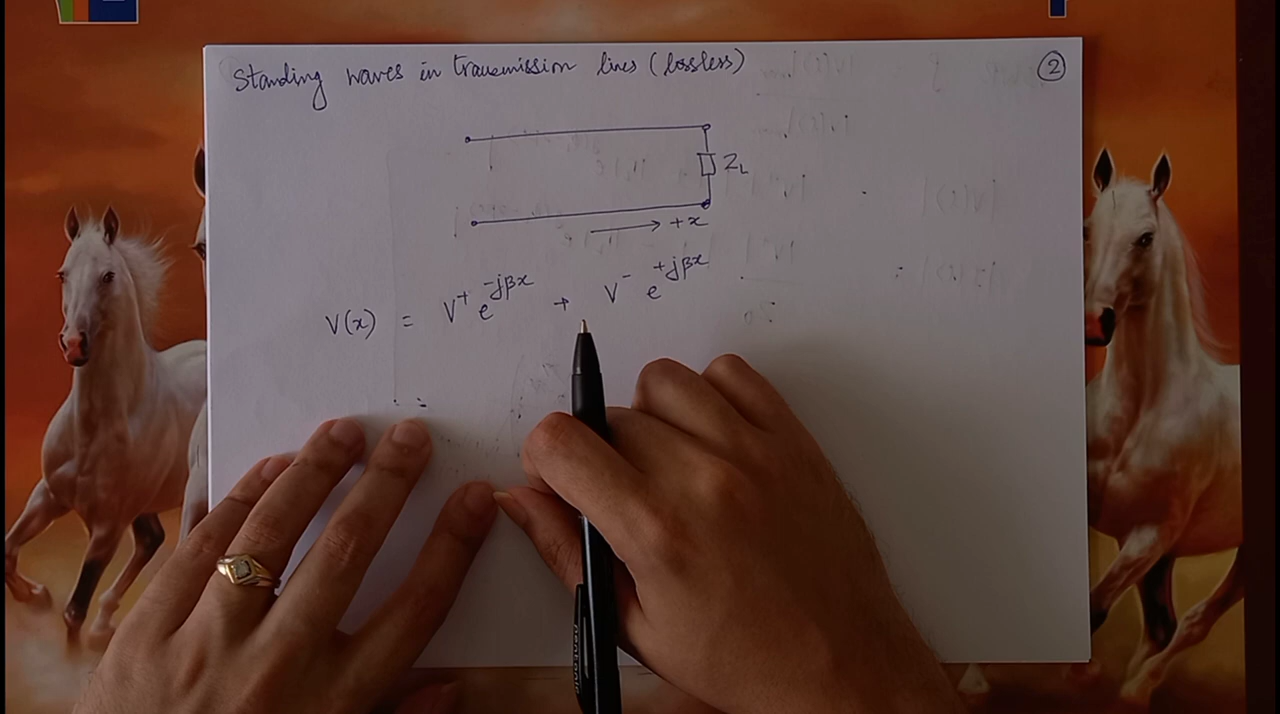 Standing waves in transmission lines (lossless)
2
Z_L
+x
V(x) = V⁺ e^{-jβx} + V⁻ e^{+jβx}